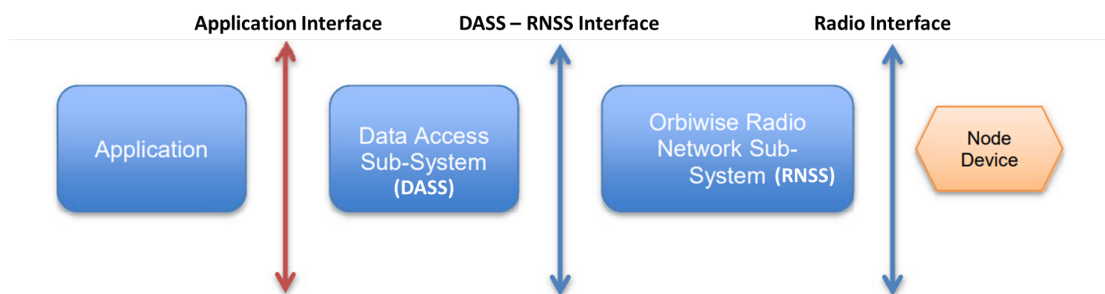 Application Interface
DASS – RNSS Interface
Radio Interface
Application
Data Access
Sub-System
(DASS)
Orbiwise Radio
Network Sub-
System (RNSS)
Node
Device